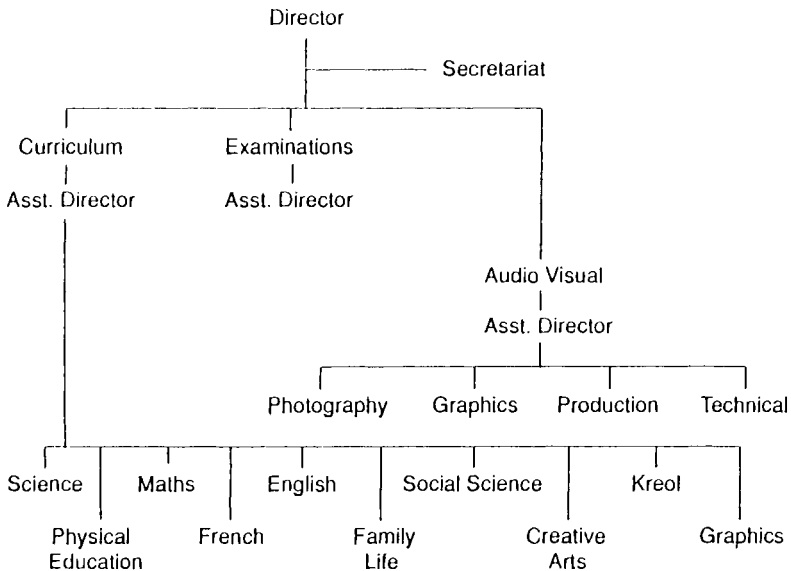 Director
Secretariat
Curriculum
Examinations
Asst. Director
Asst. Director
Audio Visual
Asst. Director
Photography
Graphics
Production
Technical
Science
Maths
English
Social Science
Kreol
Physical
Education
French
Family
Life
Creative
Arts
Graphics